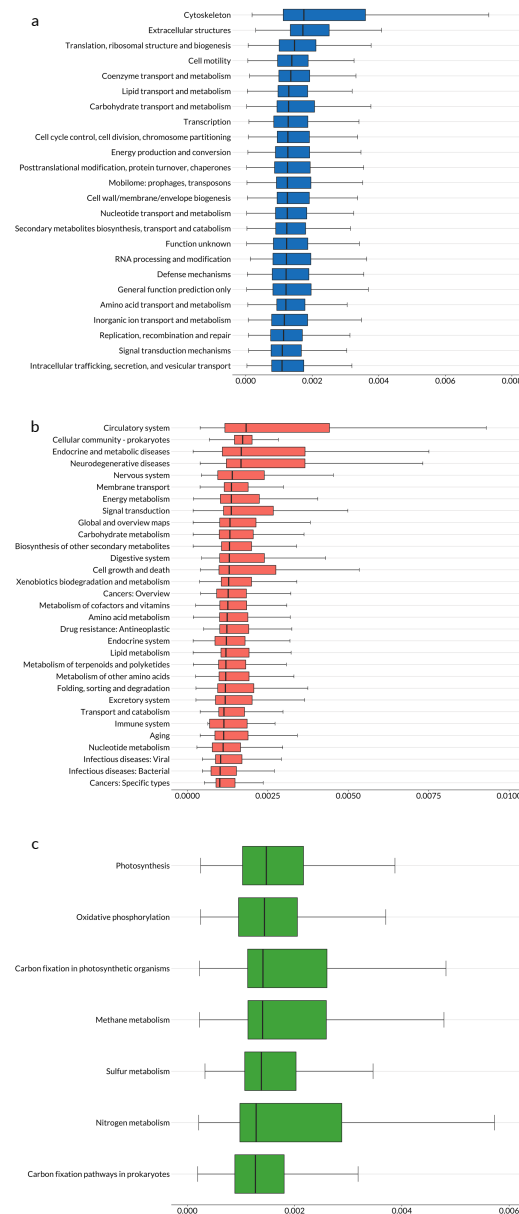 a
Cytoskeleton
Extracellular structures
Translation, ribosomal structure and biogenesis
Cell motility
Coenzyme transport and metabolism
Lipid transport and metabolism
Carbohydrate transport and metabolism
Transcription
Cell cycle control, cell division, chromosome partitioning
Energy production and conversion
Posttranslational modification, protein turnover, chaperones
Mobilome: prophages, transposons
Cell wall/membrane/envelope biogenesis
Nucleotide transport and metabolism
Secondary metabolites biosynthesis, transport and catabolism
Function unknown
RNA processing and modification
Defense mechanisms
General function prediction only
Amino acid transport and metabolism
Inorganic ion transport and metabolism
Replication, recombination and repair
Signal transduction mechanisms
Intracellular trafficking, secretion, and vesicular transport
0.000 0.002 0.004 0.006 0.008
b
Circulatory system
Cellular community - prokaryotes
Endocrine and metabolic diseases
Neurodegenerative diseases
Nervous system
Membrane transport
Energy metabolism
Signal transduction
Global and overview maps
Carbohydrate metabolism
Biosynthesis of other secondary metabolites
Digestive system
Cell growth and death
Xenobiotics biodegradation and metabolism
Cancers: Overview
Metabolism of cofactors and vitamins
Amino acid metabolism
Drug resistance: Antineoplastic
Endocrine system
Lipid metabolism
Metabolism of terpenoids and polyketides
Metabolism of other amino acids
Folding, sorting and degradation
Excretory system
Transport and catabolism
Immune system
Aging
Nucleotide metabolism
Infectious diseases: Viral
Infectious diseases: Bacterial
Cancers: Specific types
0.0000 0.0025 0.0050 0.0075 0.0100
c
Photosynthesis
Oxidative phosphorylation
Carbon fixation in photosynthetic organisms
Methane metabolism
Sulfur metabolism
Nitrogen metabolism
Carbon fixation pathways in prokaryotes
0.000 0.002 0.004 0.006